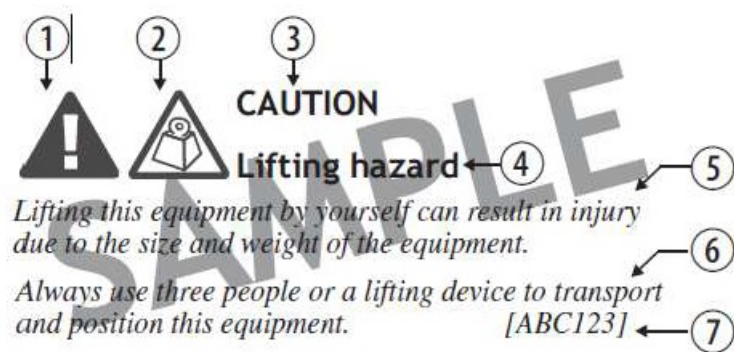 1 2 3
CAUTION
Lifting hazard 4
5
Lifting this equipment by yourself can result in injury
due to the size and weight of the equipment.
6
Always use three people or a lifting device to transport
and position this equipment. [ABC123] 7
SAMPLE